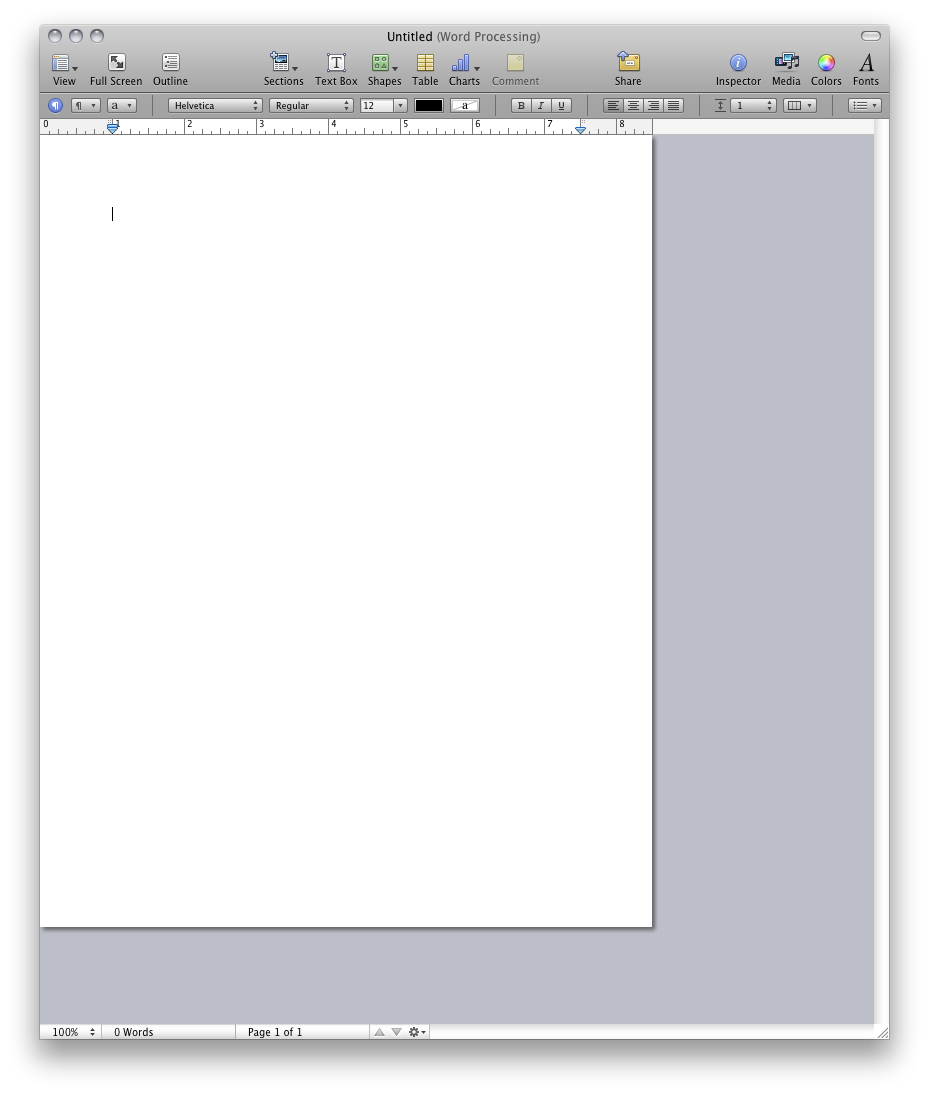 Untitled (Word Processing)
View Full Screen Outline Sections Text Box Shapes Table Charts Comment Share Inspector Media Colors Fonts
¶ ¶ a Helvetica Regular 12 a B I U 1
0 1 2 3 4 5 6 7 8
100% 0 Words Page 1 of 1